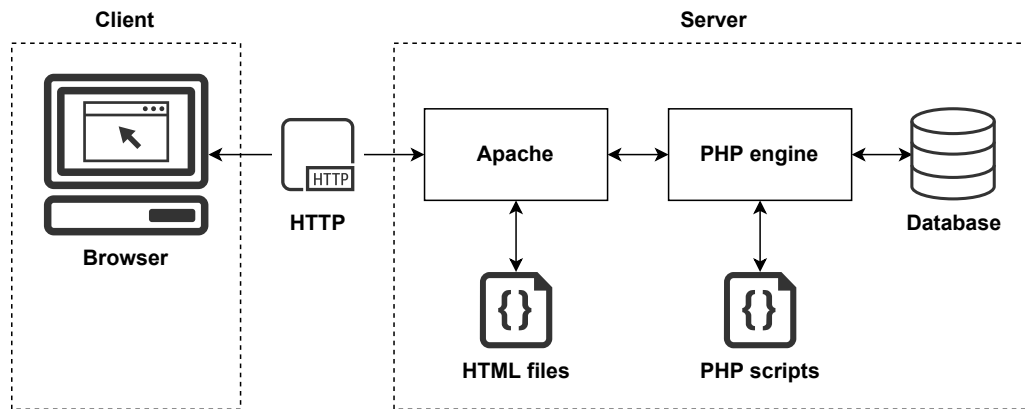 Client
Server
HTTP
Apache
PHP engine
HTTP
Database
Browser
HTML files
PHP scripts